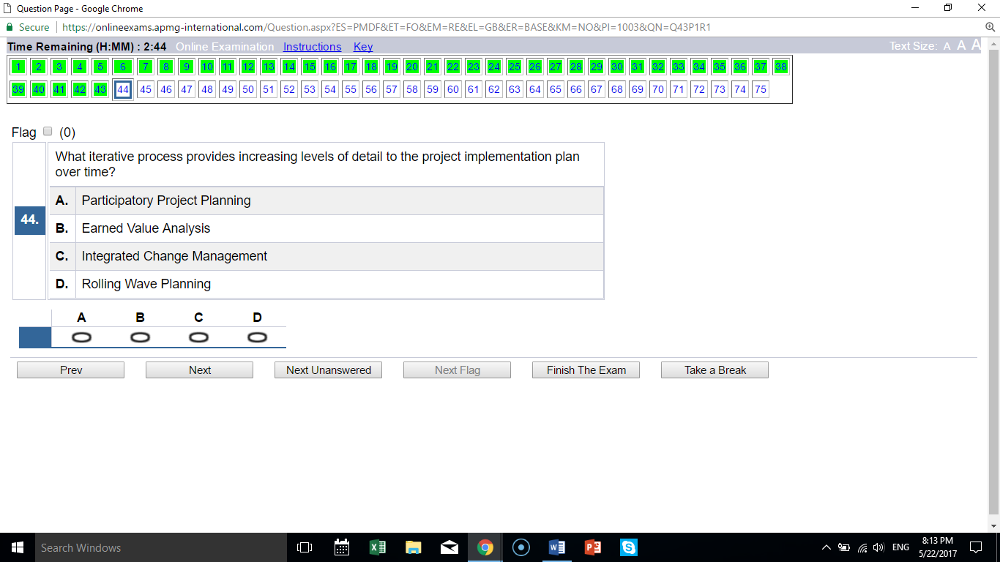 Question Page - Google Chrome
Secure https://onlineexams.apmg-international.com/Question.aspx?ES=PMDF&ET=FO&EM=RE&EL=GB&ER=BASE&KM=NO&PI=1003&QN=Q43P1R1
Time Remaining (H:MM) : 2:44 Online Examination Instructions Key Text Size: A A A
1 2 3 4 5 6 7 8 9 10 11 12 13 14 15 16 17 18 19 20 21 22 23 24 25 26 27 28 29 30 31 32 33 34 35 36 37 38
39 40 41 42 43 44 45 46 47 48 49 50 51 52 53 54 55 56 57 58 59 60 61 62 63 64 65 66 67 68 69 70 71 72 73 74 75
Flag (0)
What iterative process provides increasing levels of detail to the project implementation plan
over time?
44.
A. Participatory Project Planning
B. Earned Value Analysis
C. Integrated Change Management
D. Rolling Wave Planning
A B C D
Prev Next Next Unanswered Next Flag Finish The Exam Take a Break
Search Windows
ENG
8:13 PM
5/22/2017